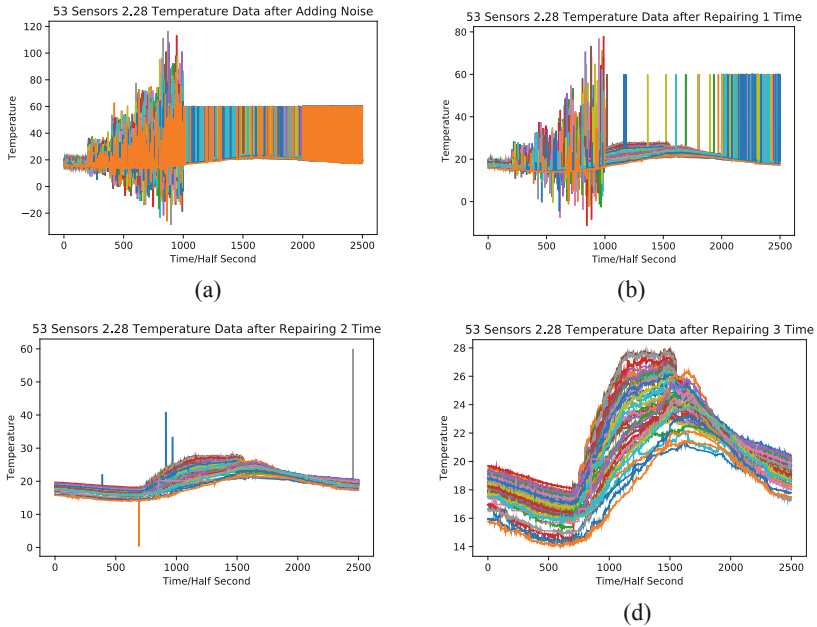 53 Sensors 2.28 Temperature Data after Adding Noise
120
100
80
60
40
20
0
−20
Temperature
0 500 1000 1500 2000 2500
Time/Half Second
(a)
53 Sensors 2.28 Temperature Data after Repairing 1 Time
80
60
40
20
0
Temperature
0 500 1000 1500 2000 2500
Time/Half Second
(b)
53 Sensors 2.28 Temperature Data after Repairing 2 Time
60
50
40
30
20
10
0
Temperature
0 500 1000 1500 2000 2500
Time/Half Second
53 Sensors 2.28 Temperature Data after Repairing 3 Time
28
26
24
22
20
18
16
14
Temperature
0 500 1000 1500 2000 2500
Time/Half Second
(d)